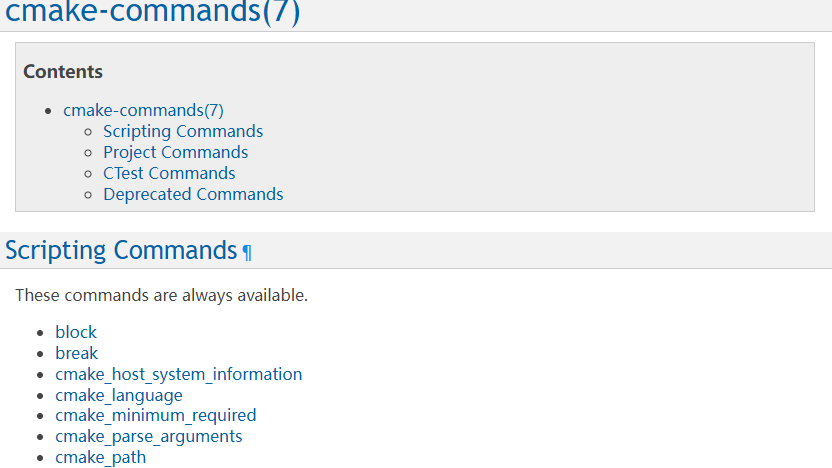 cmake-commands(7)
Contents
cmake-commands(7)
Scripting Commands
Project Commands
CTest Commands
Deprecated Commands
Scripting Commands ¶
These commands are always available.
block
break
cmake_host_system_information
cmake_language
cmake_minimum_required
cmake_parse_arguments
cmake_path